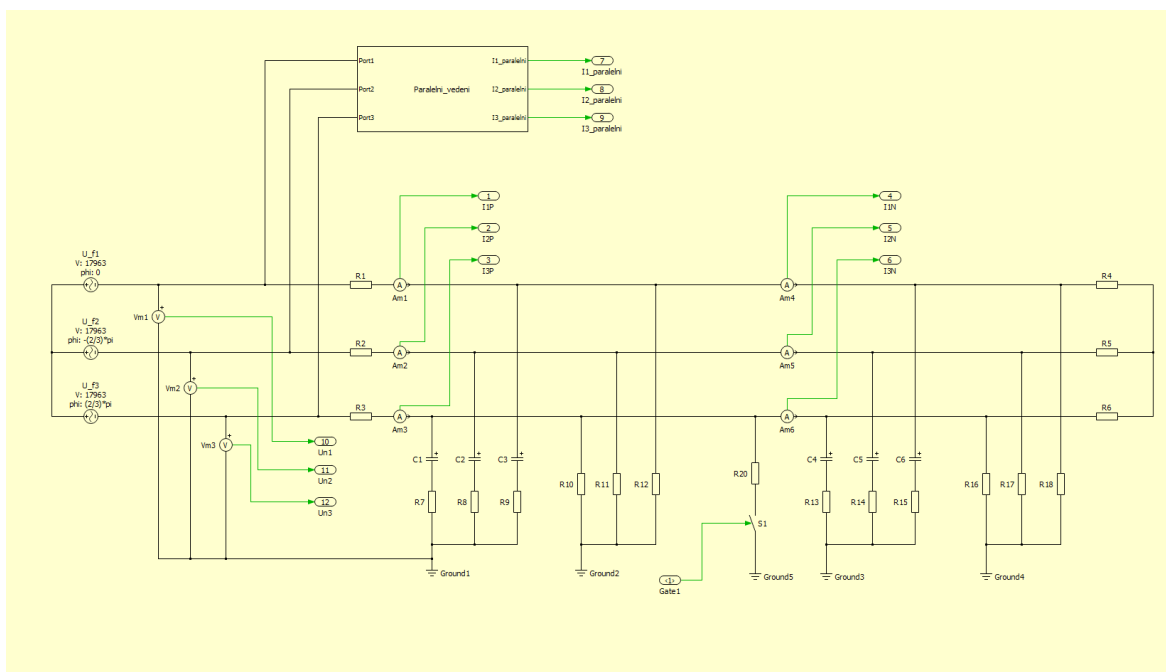 Port1
I1_paralelni
7
I1_paralelni
Port2
Paralelni_vedeni
I2_paralelni
8
I2_paralelni
Port3
I3_paralelni
9
I3_paralelni
1
I1P
2
I2P
3
I3P
4
I1N
5
I2N
6
I3N
U_f1
V: 17963
phi: 0
R1
A
Am1
A
Am4
R4
Vm1
V
U_f2
V: 17963
phi: -(2/3)*pi
R2
A
Am2
A
Am5
R5
Vm2
V
U_f3
V: 17963
phi: (2/3)*pi
R3
A
Am3
A
Am6
R6
Vm3
V
10
Un1
11
Un2
12
Un3
C1
C2
C3
C4
C5
C6
R7
R8
R9
R10
R11
R12
R20
R13
R14
R15
R16
R17
R18
S1
Ground1
Ground2
<1>
Gate1
Ground5
Ground3
Ground4